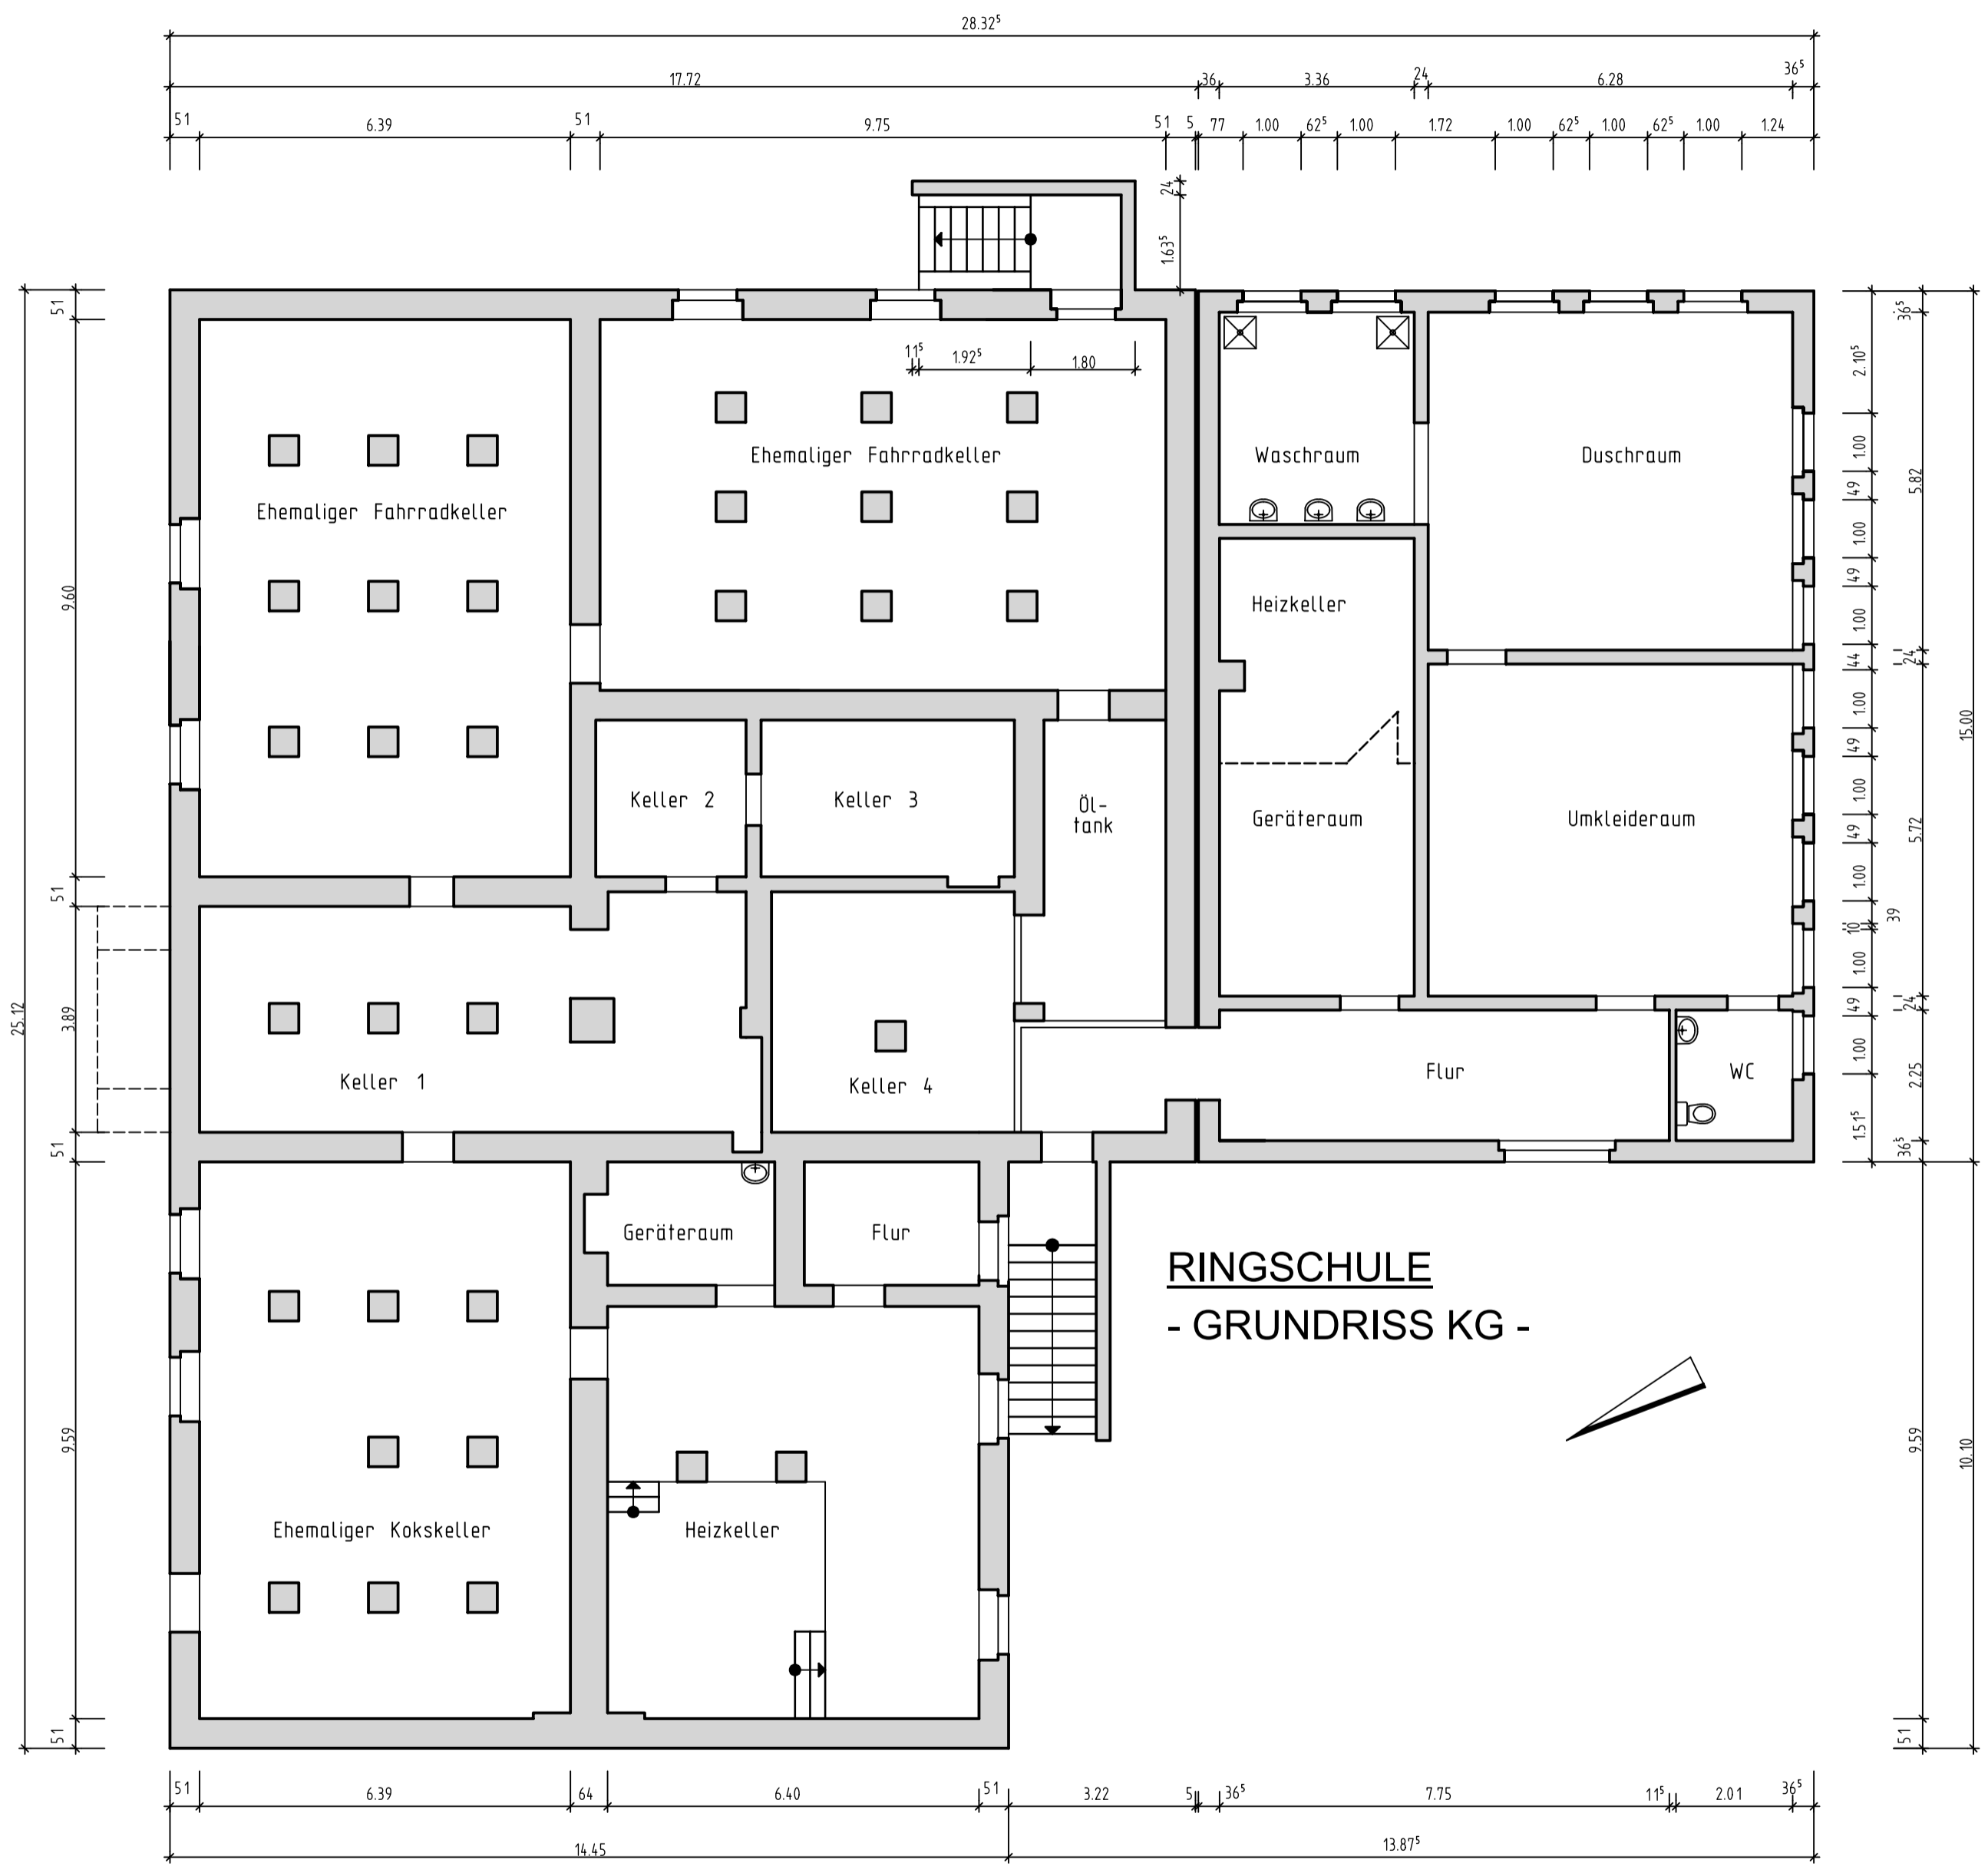 28.32⁵
17.72 36 3.36 24 6.28 36⁵
51 6.39 51 9.75 51 5 77 1.00 62⁵ 1.00 1.72 1.00 62⁵ 1.00 62⁵ 1.00 1.24
24
1.63⁵
11⁵ 1.92⁵ 1.80
25.12
51
9.60
51
3.89
51
9.59
51
Ehemaliger Fahrradkeller
Ehemaliger Fahrradkeller
Waschraum
Duschraum
Heizkeller
Keller 2
Keller 3
Öl-
tank
Geräteraum
Umkleideraum
Keller 1
Keller 4
Flur
WC
Geräteraum
Flur
Ehemaliger Kokskeller
Heizkeller
RINGSCHULE
- GRUNDRISS KG -
2.10⁵
1.00
49
1.00
49
1.00
44
1.00
49
1.00
49
1.00
10
39
1.00
49
1.00
1.51⁵
36⁵
5.82
24
5.72
24
2.25
36⁵
9.59
51
15.00
10.10
51 6.39 64 6.40 51 3.22 5 36⁵ 7.75 11⁵ 2.01 36⁵
14.45 13.87⁵